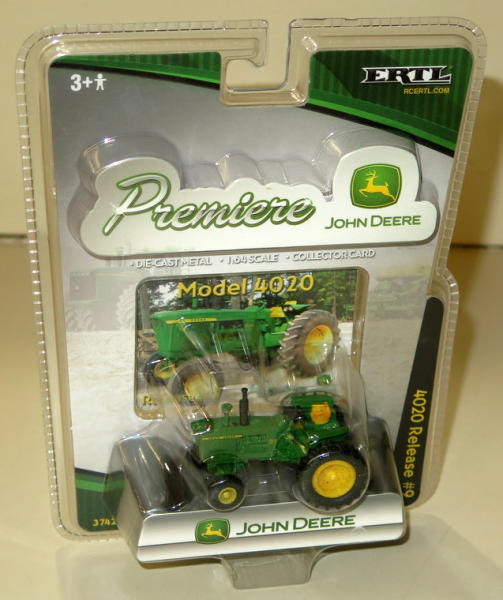 3+
ERTL
RCERTL.COM
Premiere
JOHN DEERE
• DIE-CAST METAL • 1:64 SCALE • COLLECTOR CARD
Model 4020
4020 Release #9
JOHN DEERE